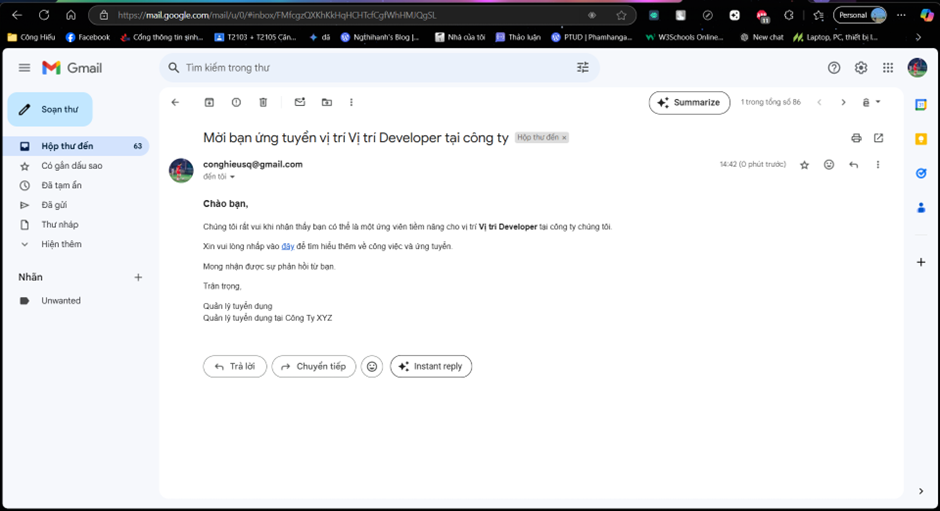 https://mail.google.com/mail/u/0/#inbox/FMfcgzQXKhKkHqHCHTcfCgfWhHMJQgSL
Personal
Công Hiếu
Facebook
Cổng thông tin sinh...
T2103 + T2105 Căn...
dá
Ngthihanh's Blog |...
Nhà của tôi
Thảo luận
PTUD | Phamhanga...
W3Schools Online...
New chat
Laptop, PC, thiết bị l...
Gmail
Tìm kiếm trong thư
Soạn thư
Summarize
1 trong tổng số 86
Hộp thư đến 63
Có gắn dấu sao
Đã tạm ẩn
Đã gửi
Thư nháp
Hiện thêm
Nhãn
Unwanted
Mời bạn ứng tuyển vị trí Vị trí Developer tại công ty
Hộp thư đến ×
conghieusq@gmail.com
14:42 (0 phút trước)
đến tôi
Chào bạn,
Chúng tôi rất vui khi nhận thấy bạn có thể là một ứng viên tiềm năng cho vị trí Vị trí Developer tại công ty chúng tôi.
Xin vui lòng nhấp vào đây để tìm hiểu thêm về công việc và ứng tuyển.
Mong nhận được sự phản hồi từ bạn.
Trân trọng,
Quản lý tuyển dụng
Quản lý tuyển dụng tại Công Ty XYZ
Trả lời
Chuyển tiếp
Instant reply